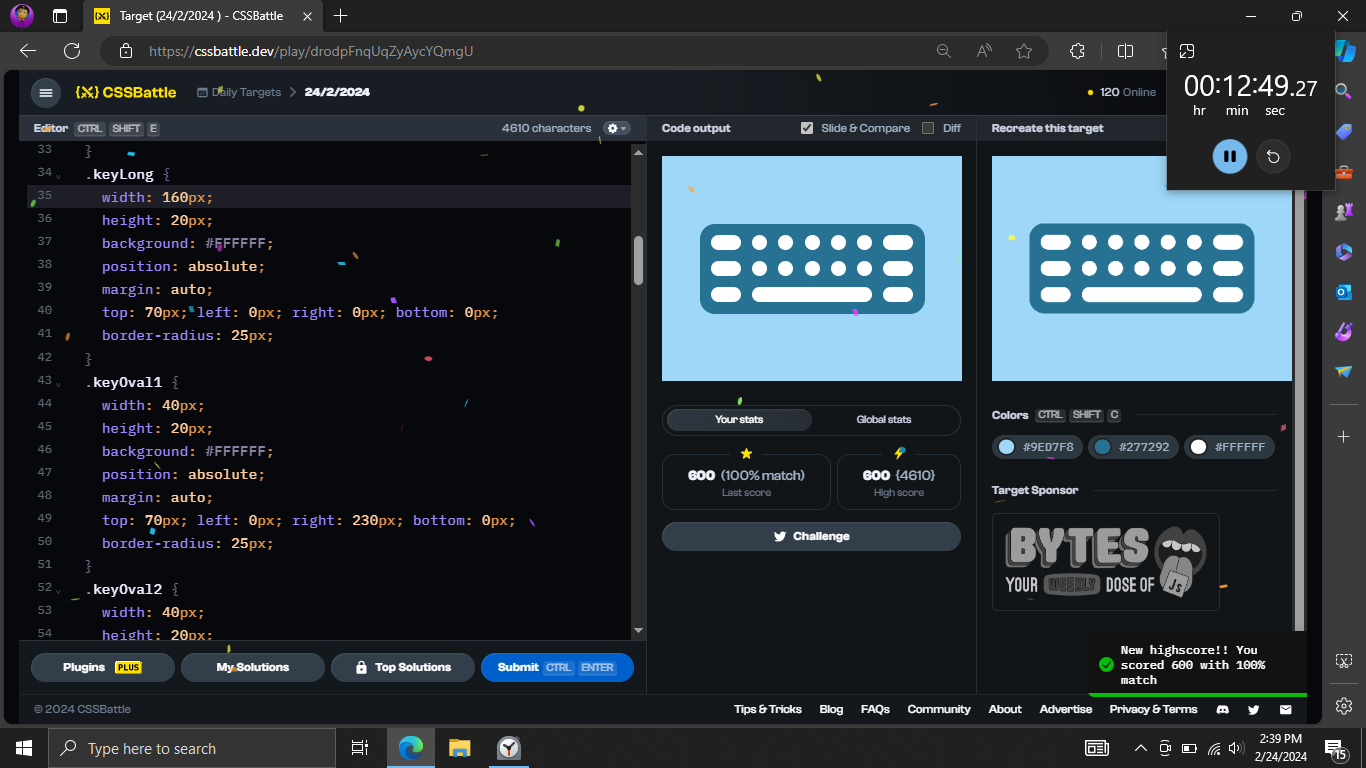 Target (24/2/2024 ) - CSSBattle
https://cssbattle.dev/play/drodpFnqUqZyAycYQmgU
00:12:49.27
hr min sec
{X} CSSBattle
Daily Targets > 24/2/2024
120 Online
Editor CTRL SHIFT E
4610 characters
Code output
Slide & Compare
Diff
Recreate this target
33 }
34 .keyLong {
35 width: 160px;
36 height: 20px;
37 background: #FFFFFF;
38 position: absolute;
39 margin: auto;
40 top: 70px; left: 0px; right: 0px; bottom: 0px;
41 border-radius: 25px;
42 }
43 .keyOval1 {
44 width: 40px;
45 height: 20px;
46 background: #FFFFFF;
47 position: absolute;
48 margin: auto;
49 top: 70px; left: 0px; right: 230px; bottom: 0px;
50 border-radius: 25px;
51 }
52 .keyOval2 {
53 width: 40px;
54 height: 20px;
Your stats
Global stats
600 (100% match)
Last score
600 {4610}
High score
Challenge
Colors CTRL SHIFT C
#9ED7F8
#277292
#FFFFFF
Target Sponsor
BYTES
YOUR WEEKLY DOSE OF JS
New highscore!! You
scored 600 with 100%
match
Plugins PLUS
My Solutions
Top Solutions
Submit CTRL ENTER
© 2024 CSSBattle
Tips & Tricks
Blog
FAQs
Community
About
Advertise
Privacy & Terms
Type here to search
2:39 PM
2/24/2024
15